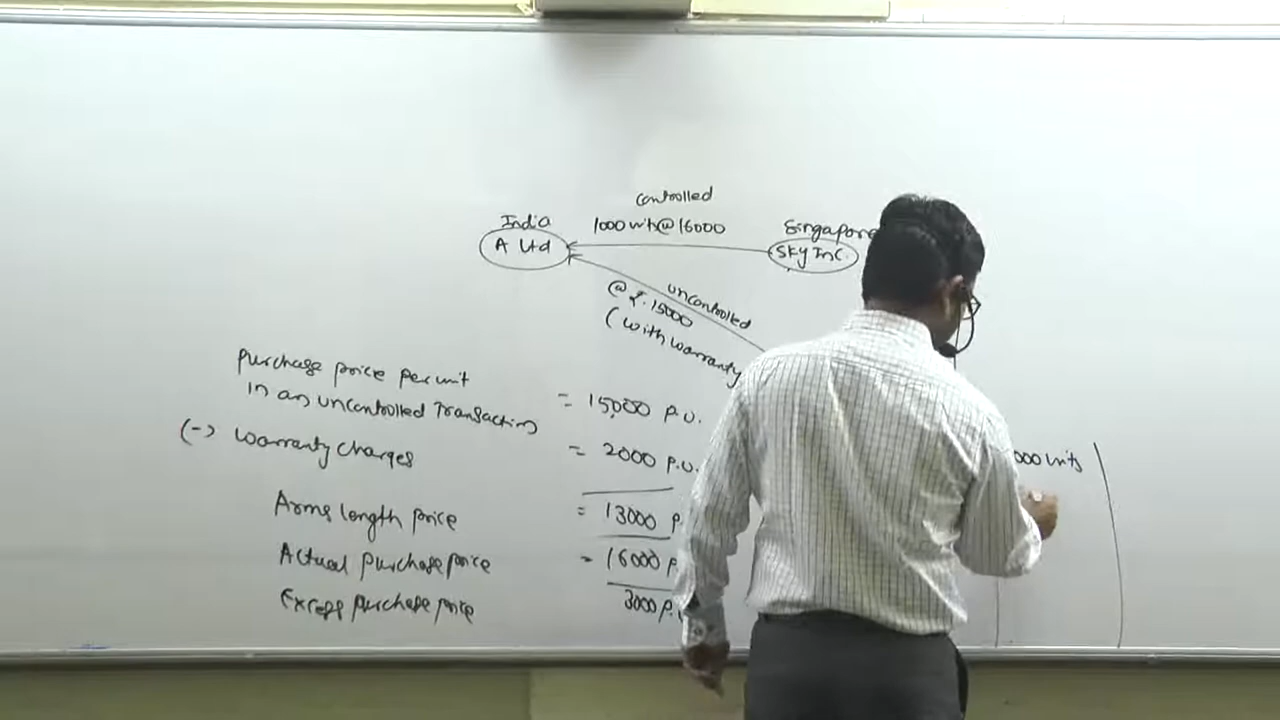 controlled
India
1000 units@16000
Singapore
A Ltd
Sky Inc.
uncontrolled
@ ₹.15000
(with warranty
Purchase price per unit
in an uncontrolled Transaction = 15,000 P.U.
(-) Warranty charges = 2000 P.U.
000 units
Arms length price = 13000 P
Actual purchase price = 16000 P
Excess purchase price 3000 P.